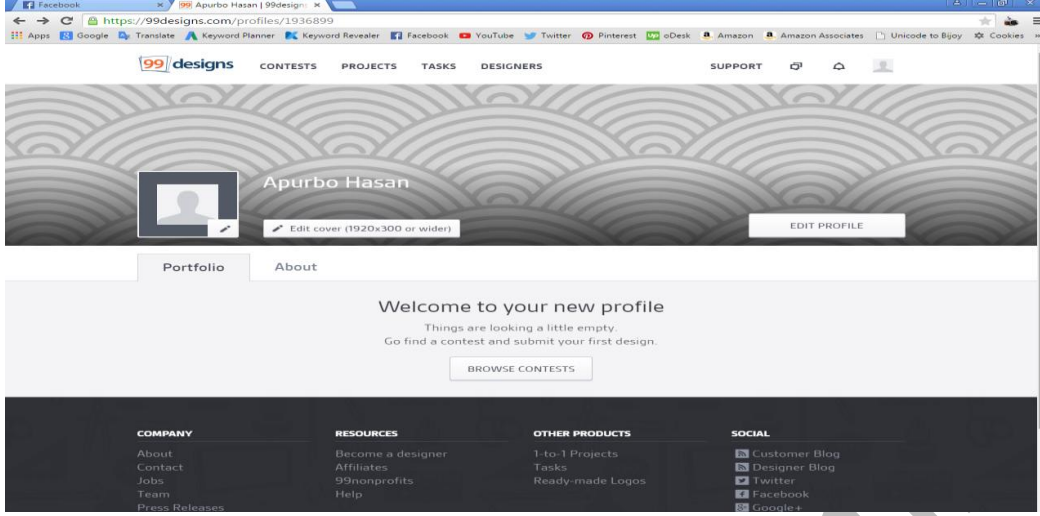 Facebook
99 Apurbo Hasan | 99design
https://99designs.com/profiles/1936899
Apps Google Translate Keyword Planner Keyword Revealer Facebook YouTube Twitter Pinterest oDesk Amazon Amazon Associates Unicode to Bijoy Cookies
99designs CONTESTS PROJECTS TASKS DESIGNERS SUPPORT
Apurbo Hasan
Edit cover (1920x300 or wider)
EDIT PROFILE
Portfolio About
Welcome to your new profile
Things are looking a little empty.
Go find a contest and submit your first design.
BROWSE CONTESTS
COMPANY RESOURCES OTHER PRODUCTS SOCIAL
About Become a designer 1-to-1 Projects Customer Blog
Contact Affiliates Tasks Designer Blog
Jobs 99nonprofits Ready-made Logos Twitter
Team Help Facebook
Press Releases Google+